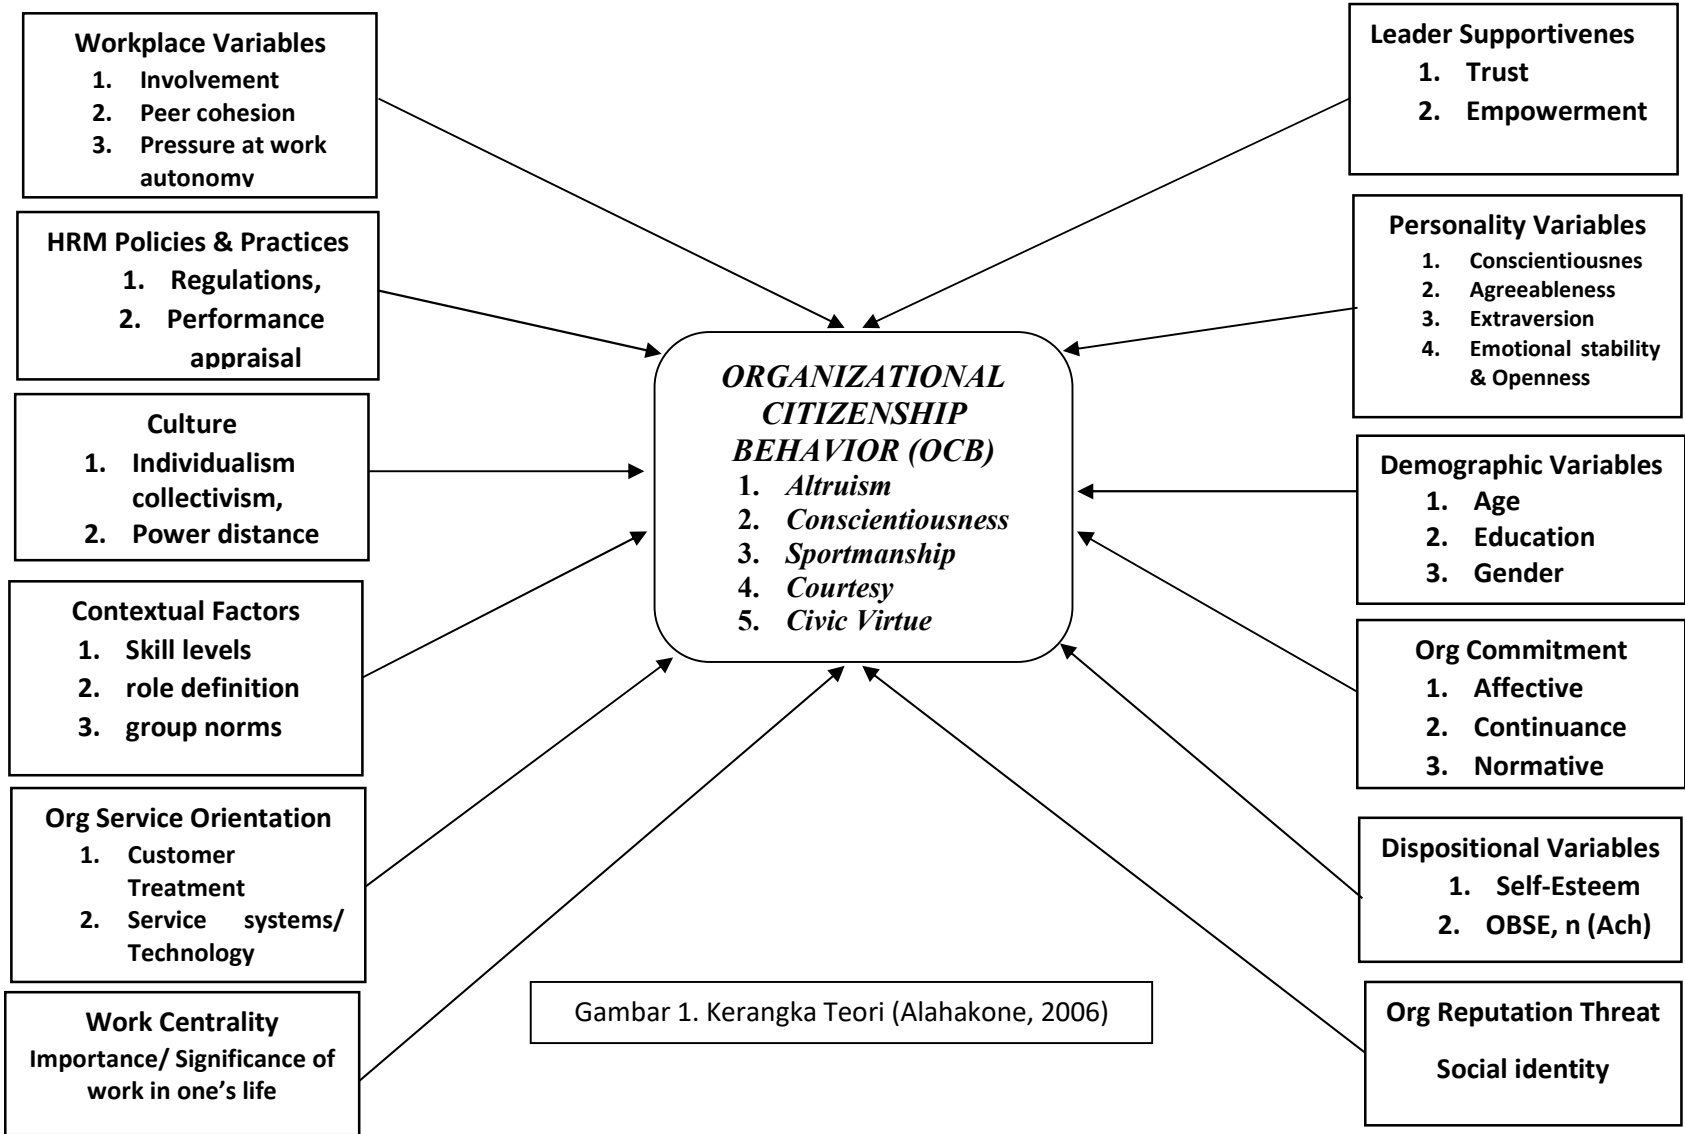 Workplace Variables
1. Involvement
2. Peer cohesion
3. Pressure at work
autonomy
HRM Policies & Practices
1. Regulations,
2. Performance
appraisal
Culture
1. Individualism
collectivism,
2. Power distance
Contextual Factors
1. Skill levels
2. role definition
3. group norms
Org Service Orientation
1. Customer
Treatment
2. Service systems/
Technology
Work Centrality
Importance/ Significance of
work in one’s life
ORGANIZATIONAL
CITIZENSHIP
BEHAVIOR (OCB)
1. Altruism
2. Conscientiousness
3. Sportmanship
4. Courtesy
5. Civic Virtue
Gambar 1. Kerangka Teori (Alahakone, 2006)
Leader Supportivenes
1. Trust
2. Empowerment
Personality Variables
1. Conscientiousnes
2. Agreeableness
3. Extraversion
4. Emotional stability
& Openness
Demographic Variables
1. Age
2. Education
3. Gender
Org Commitment
1. Affective
2. Continuance
3. Normative
Dispositional Variables
1. Self-Esteem
2. OBSE, n (Ach)
Org Reputation Threat
Social identity